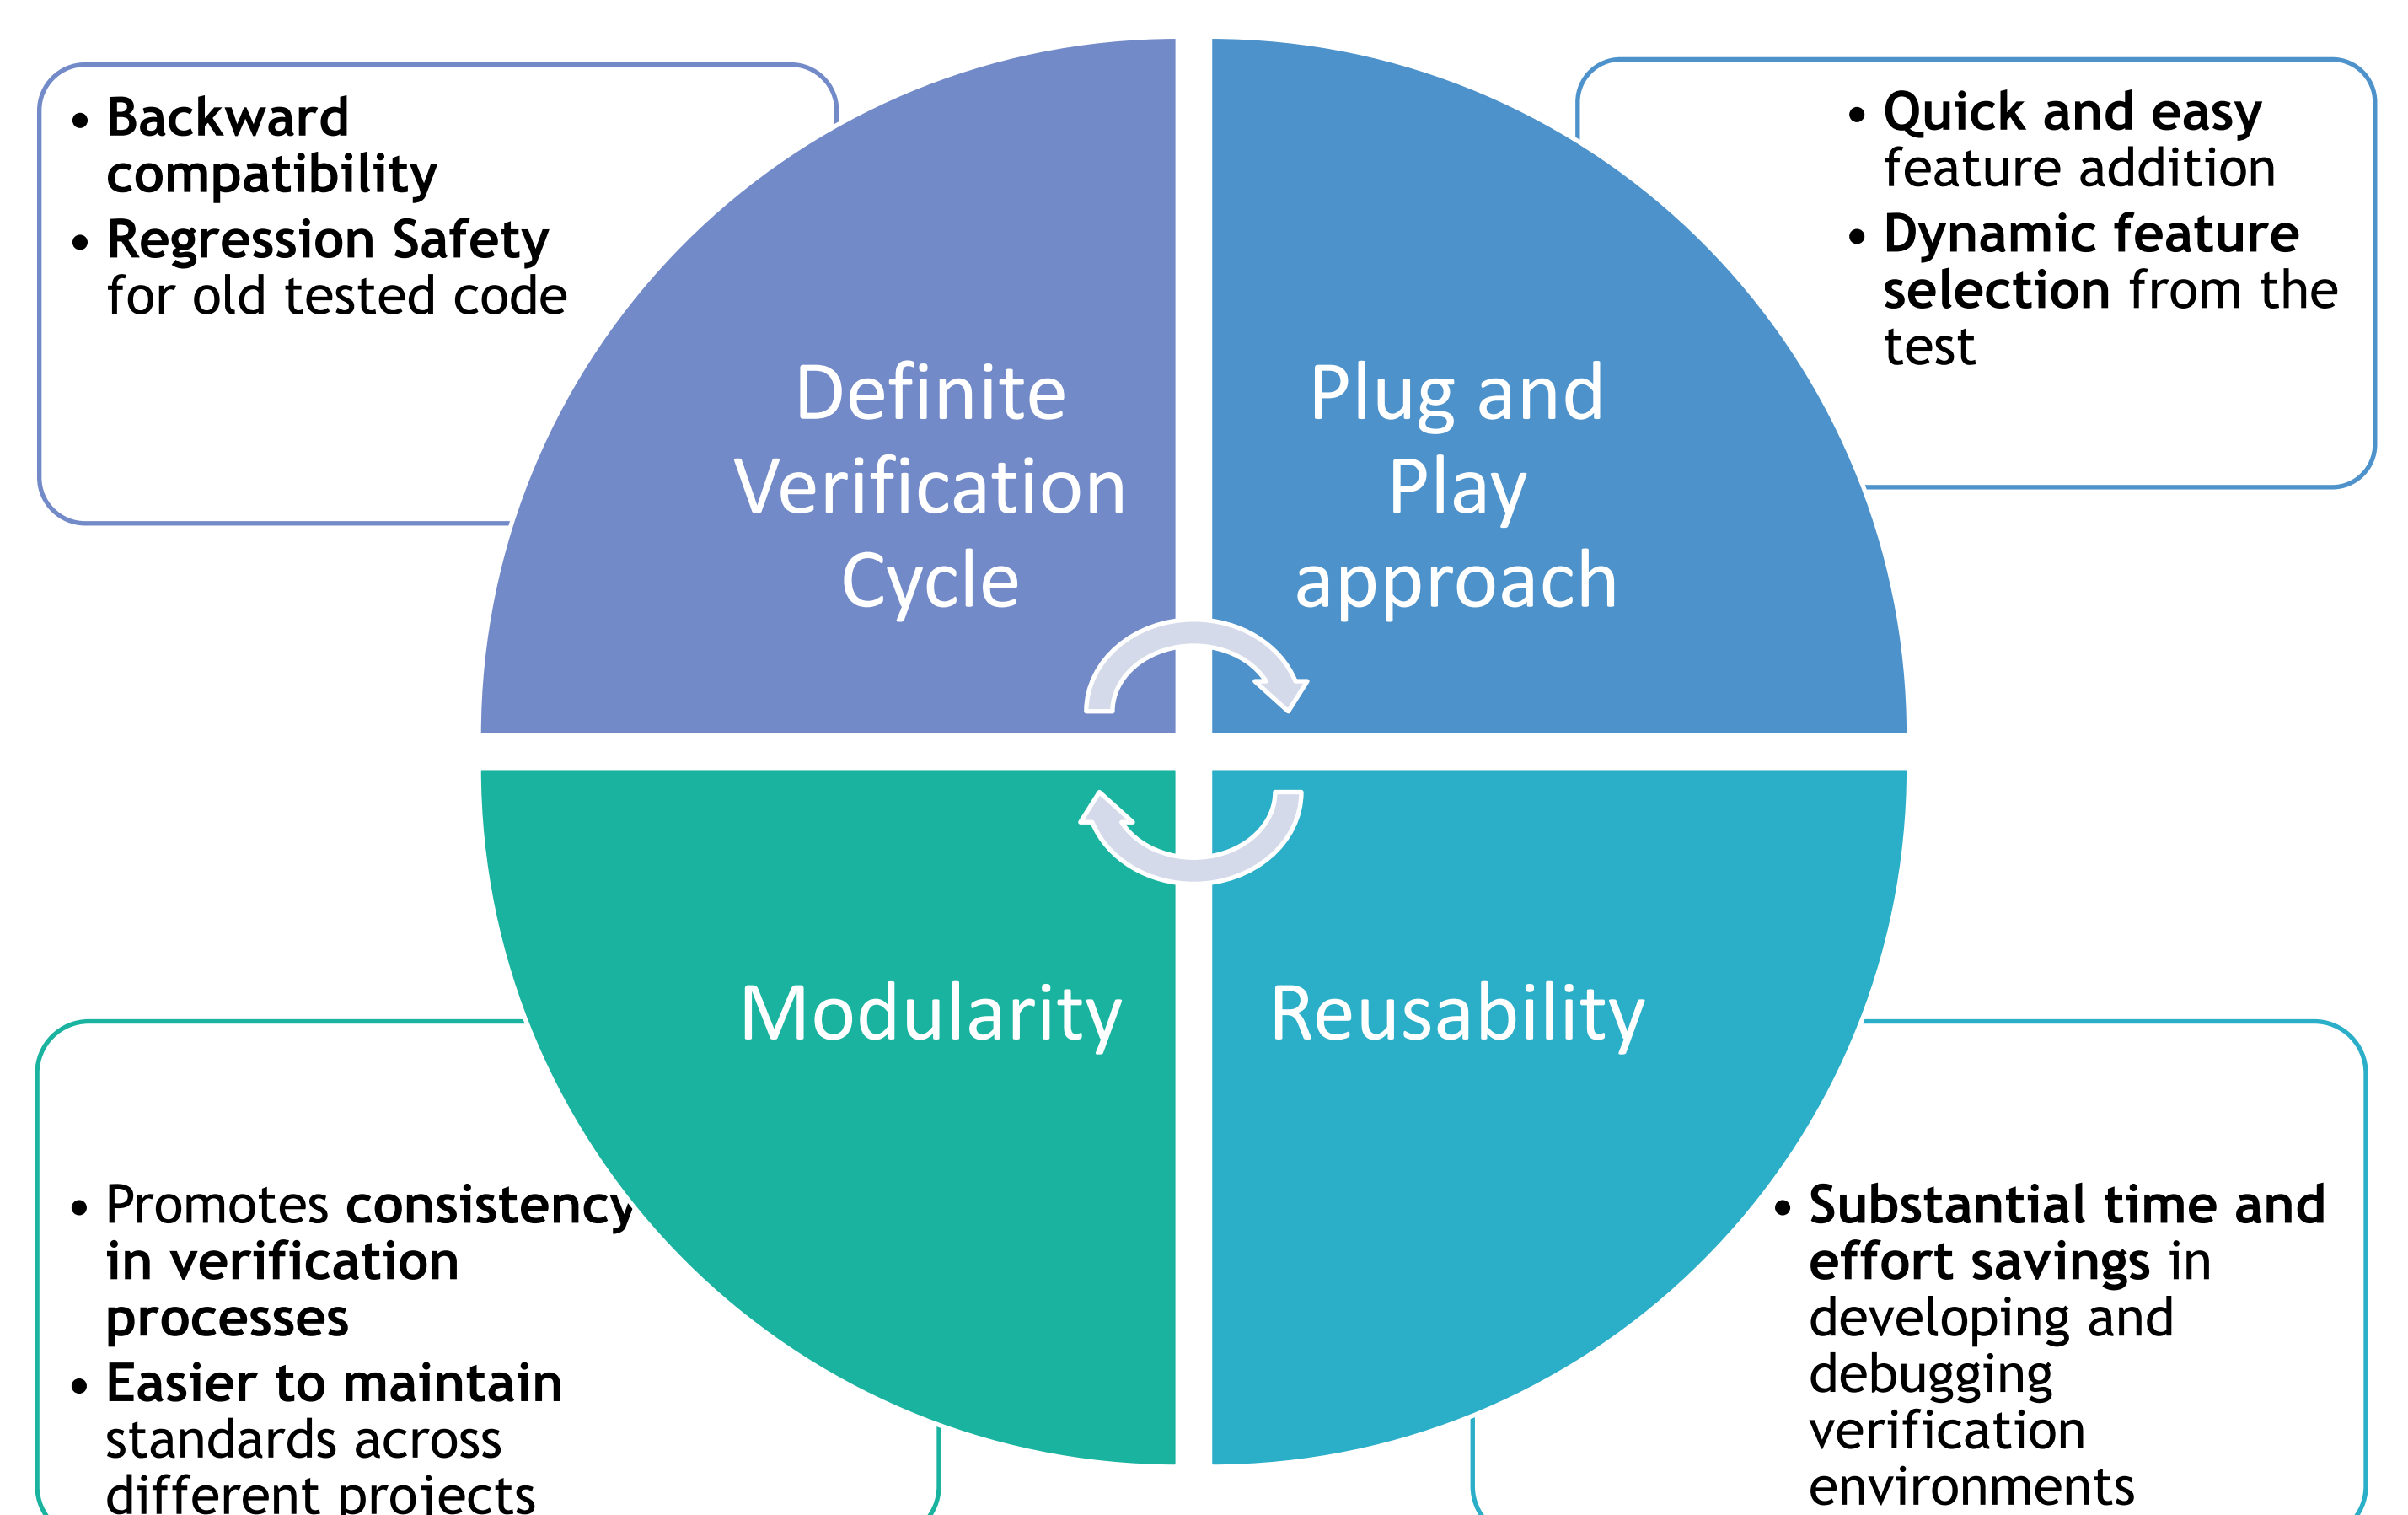 • Backward
compatibility
• Regression Safety
for old tested code
Definite
Verification
Cycle
Plug and
Play
approach
• Quick and easy
feature addition
• Dynamic feature
selection from the
test
Modularity
Reusability
• Promotes consistency
in verification
processes
• Easier to maintain
standards across
different projects
• Substantial time and
effort savings in
developing and
debugging
verification
environments